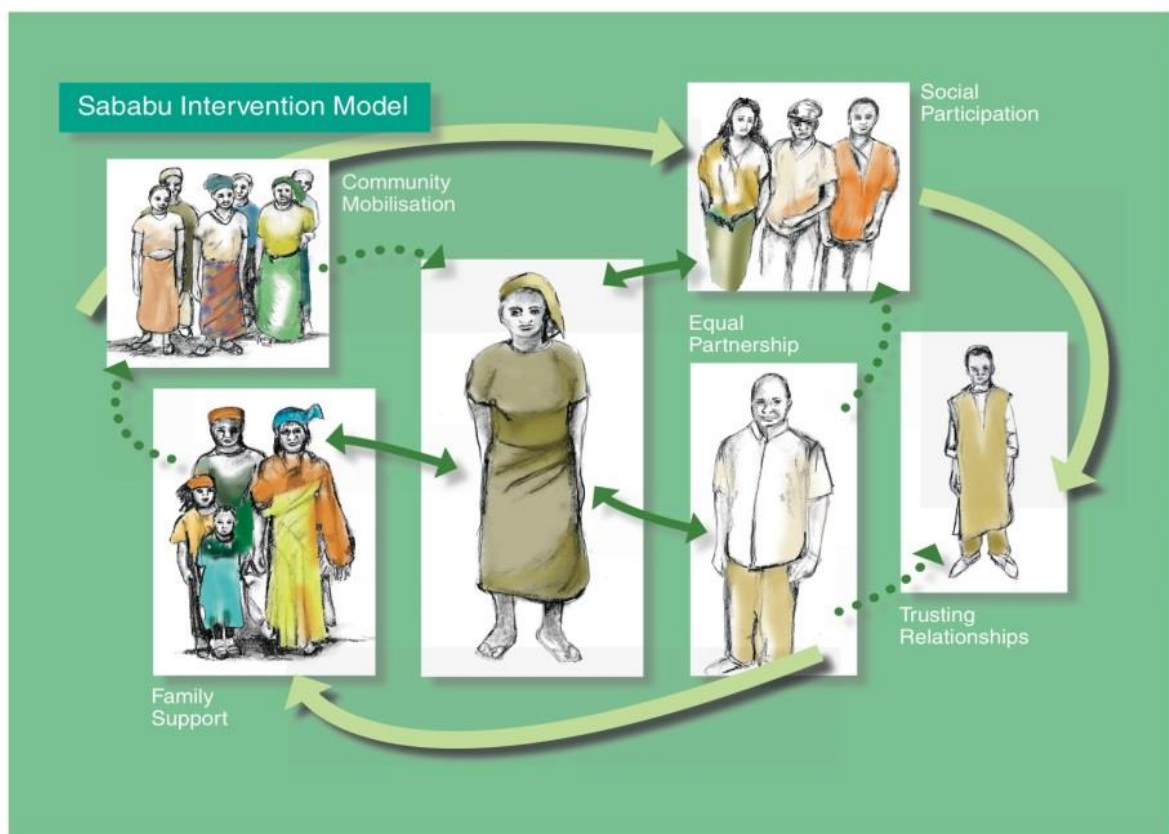 Sababu Intervention Model
Social
Participation
Community
Mobilisation
Equal
Partnership
Trusting
Relationships
Family
Support